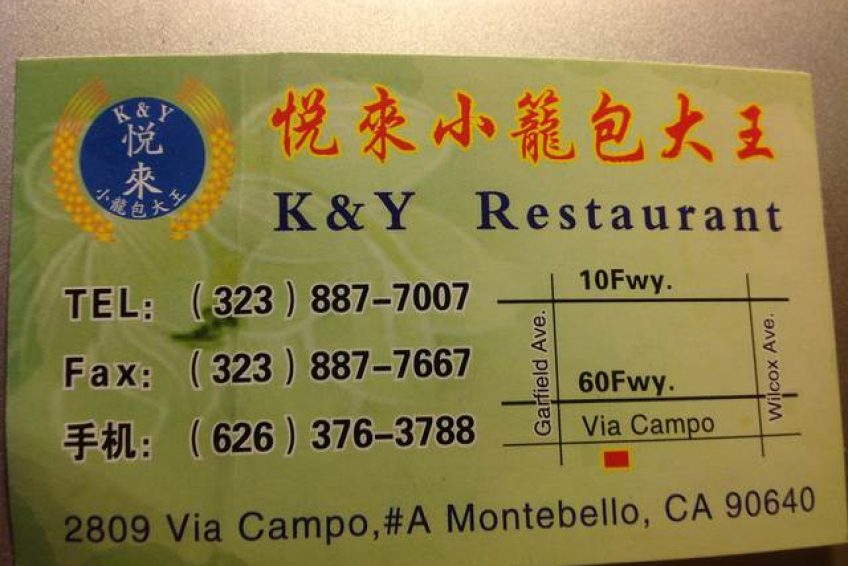 K & Y
悦
來
小籠包大王
悦來小籠包大王
K & Y Restaurant
TEL: (323) 887-7007
Fax: (323) 887-7667
手机: (626) 376-3788
10Fwy.
Garfield Ave.
Wilcox Ave.
60Fwy.
Via Campo
2809 Via Campo,#A Montebello, CA 90640